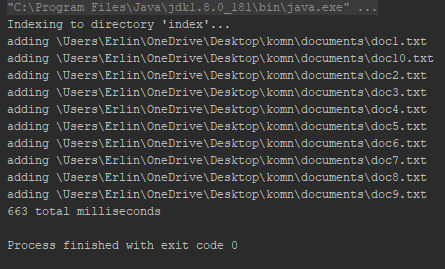 "C:\Program Files\Java\jdk1.8.0_181\bin\java.exe" ...
Indexing to directory 'index'...
adding \Users\Erlin\OneDrive\Desktop\komn\documents\doc1.txt
adding \Users\Erlin\OneDrive\Desktop\komn\documents\doc10.txt
adding \Users\Erlin\OneDrive\Desktop\komn\documents\doc2.txt
adding \Users\Erlin\OneDrive\Desktop\komn\documents\doc3.txt
adding \Users\Erlin\OneDrive\Desktop\komn\documents\doc4.txt
adding \Users\Erlin\OneDrive\Desktop\komn\documents\doc5.txt
adding \Users\Erlin\OneDrive\Desktop\komn\documents\doc6.txt
adding \Users\Erlin\OneDrive\Desktop\komn\documents\doc7.txt
adding \Users\Erlin\OneDrive\Desktop\komn\documents\doc8.txt
adding \Users\Erlin\OneDrive\Desktop\komn\documents\doc9.txt
663 total milliseconds
Process finished with exit code 0